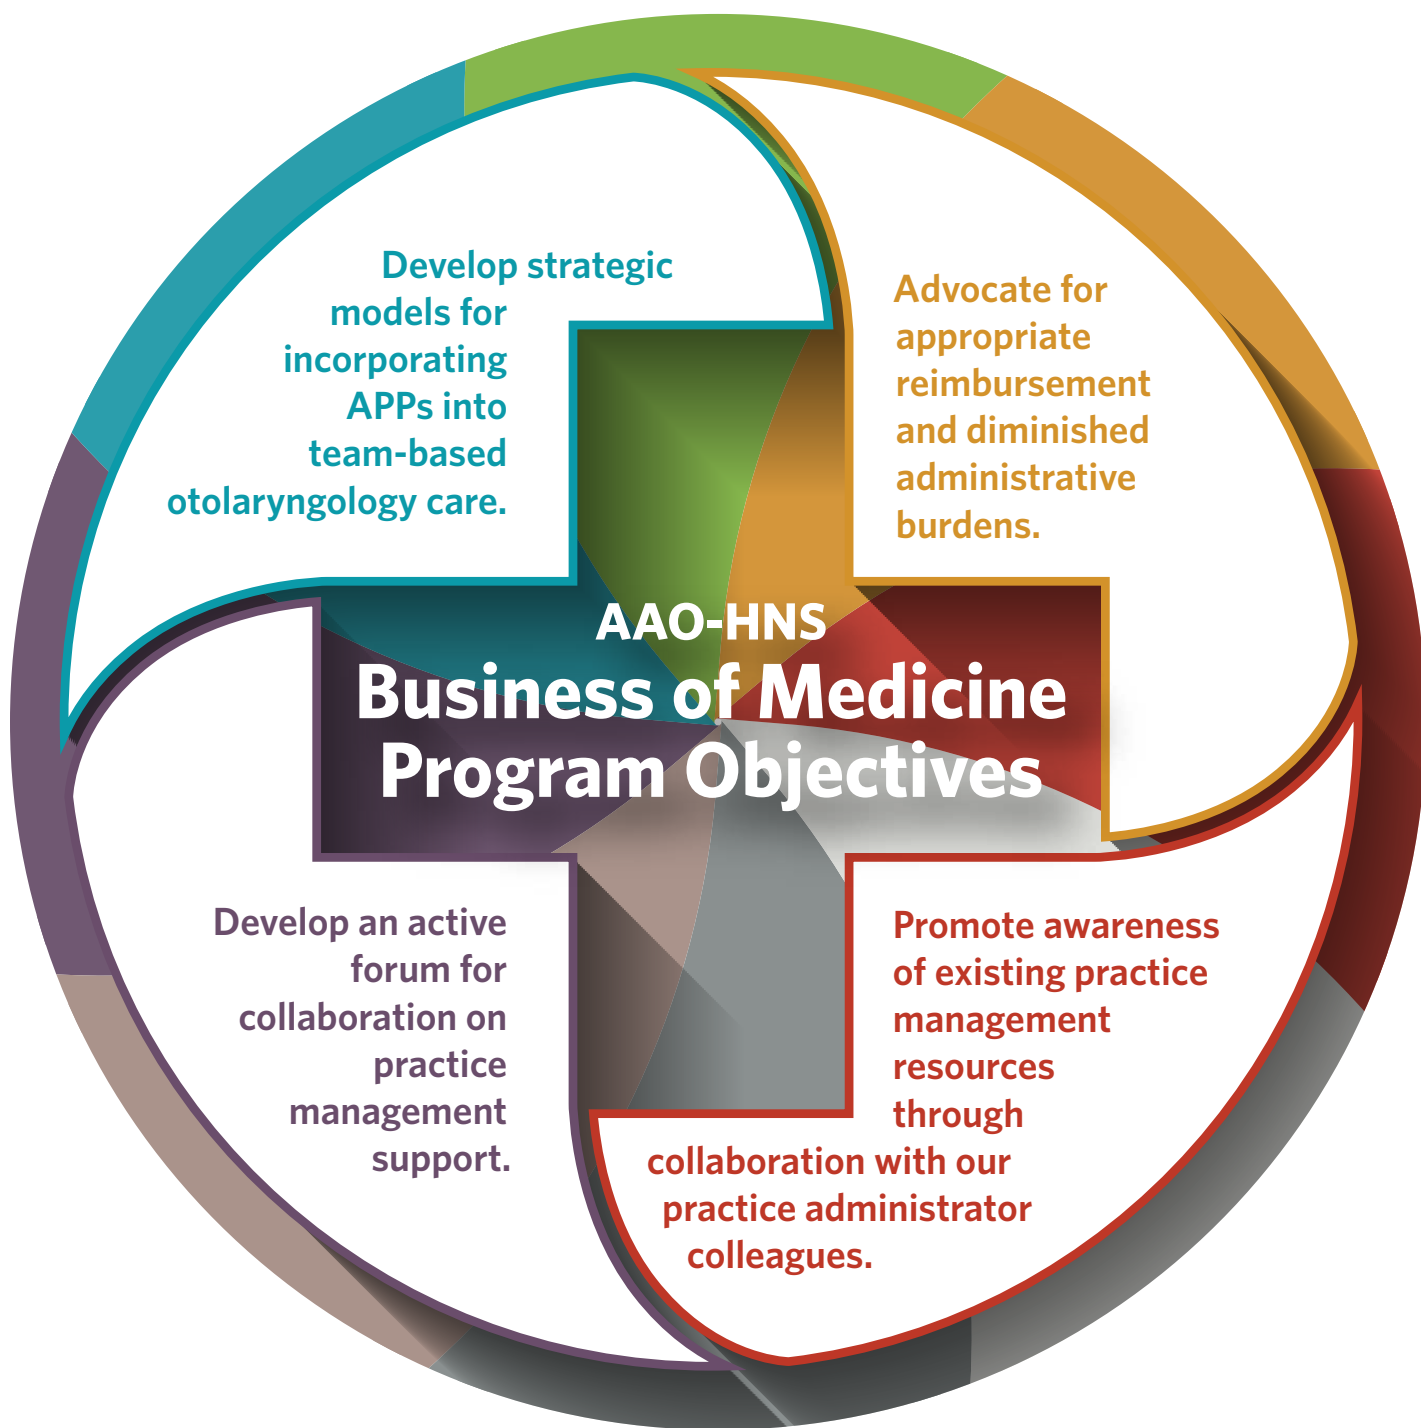 Develop strategic
models for
incorporating
APPs into
team-based
otolaryngology care.
Advocate for
appropriate
reimbursement
and diminished
administrative
burdens.
AAO-HNS
Business of Medicine
Program Objectives
Develop an active
forum for
collaboration on
practice
management
support.
Promote awareness
of existing practice
management
resources
through
collaboration with our
practice administrator
colleagues.